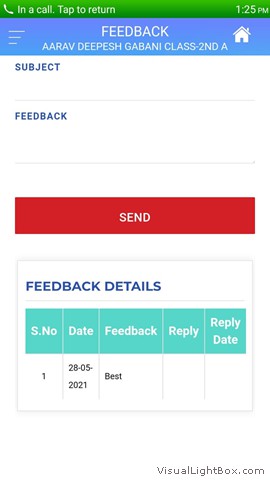 In a call. Tap to return 1:25 PM
FEEDBACK
AARAV DEEPESH GABANI CLASS-2ND A
SUBJECT
FEEDBACK
SEND
FEEDBACK DETAILS
S.No Date Feedback Reply Reply Date
1 28-05-2021 Best
VisualLightBox.com